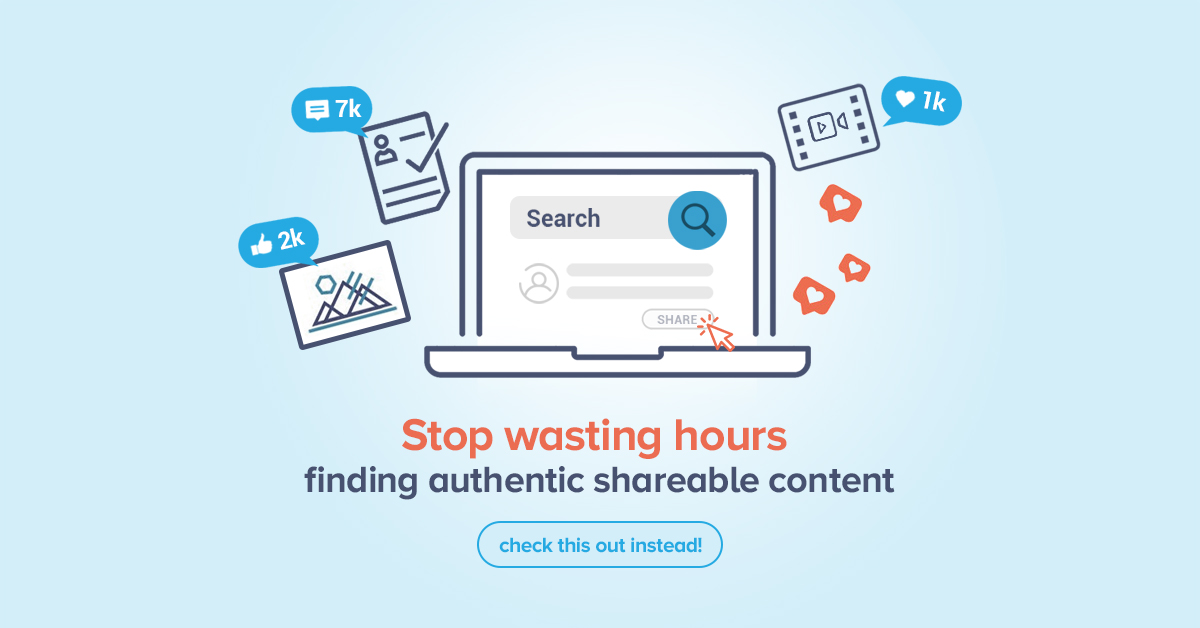 7k
1k
2k
Search
SHARE
Stop wasting hours
finding authentic shareable content
check this out instead!